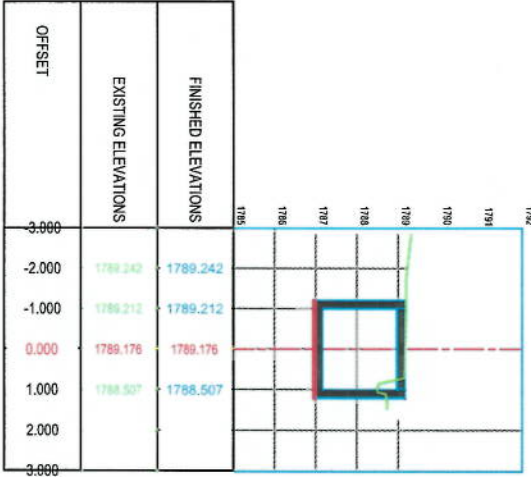 OFFSET
EXISTING ELEVATIONS
FINISHED ELEVATIONS
1785
1786
1787
1788
1789
1790
1791
1792
-3.000
-2.000 1789.242 1789.242
-1.000 1789.212 1789.212
0.000 1789.176 1789.176
1.000 1788.507 1788.507
2.000
3.000